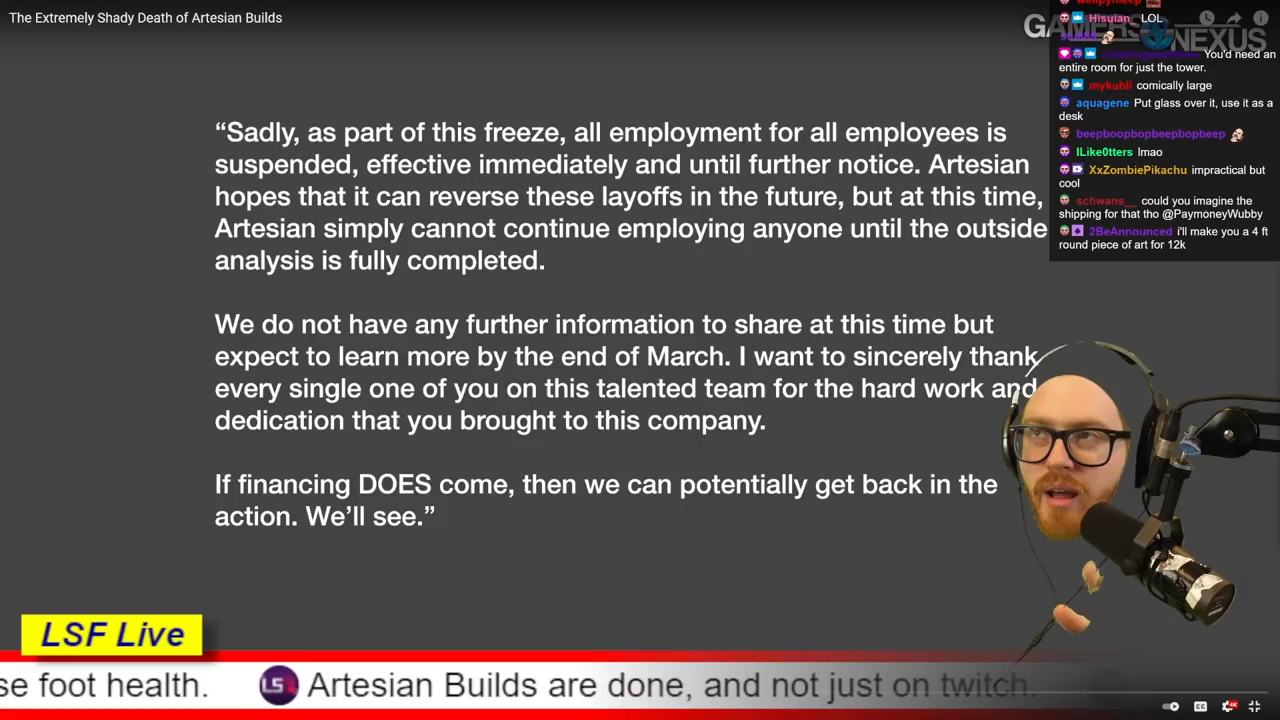 The Extremely Shady Death of Artesian Builds
GAMERS
NEXUS
Hisuian LOL
You'd need an
entire room for just the tower.
mykuhll comically large
aquagene Put glass over it, use it as a
desk
beepboopbopbeepbopbeep
ILike0tters lmao
XxZombiePikachu impractical but
cool
schwans__ could you imagine the
shipping for that tho @PaymoneyWubby
2BeAnnounced i'll make you a 4 ft
round piece of art for 12k
“Sadly, as part of this freeze, all employment for all employees is
suspended, effective immediately and until further notice. Artesian
hopes that it can reverse these layoffs in the future, but at this time,
Artesian simply cannot continue employing anyone until the outside
analysis is fully completed.
We do not have any further information to share at this time but
expect to learn more by the end of March. I want to sincerely thank
every single one of you on this talented team for the hard work and
dedication that you brought to this company.
If financing DOES come, then we can potentially get back in the
action. We’ll see.”
LSF Live
se foot health.
LS Artesian Builds are done, and not just on twitch.
CC